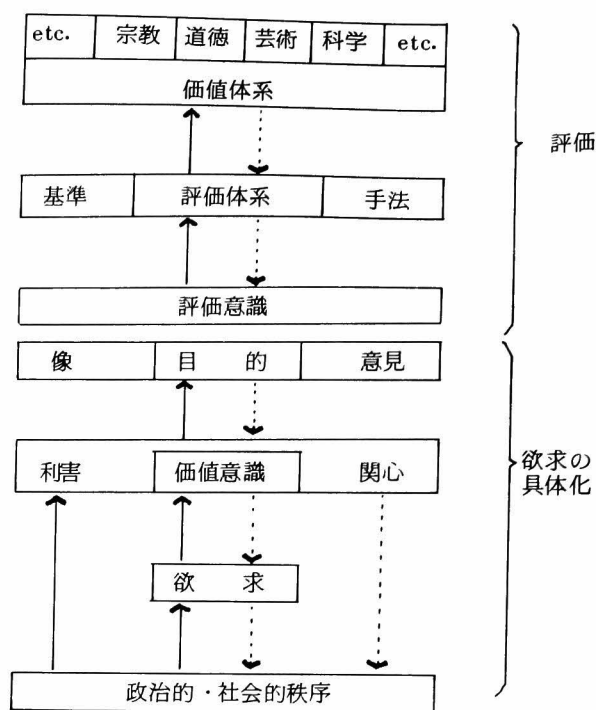 etc. 宗教 道徳 芸術 科学 etc.
価値体系
評価
基準 評価体系 手法
評価意識
像 目的 意見
利害 価値意識 関心
欲求の
具体化
欲求
政治的・社会的秩序